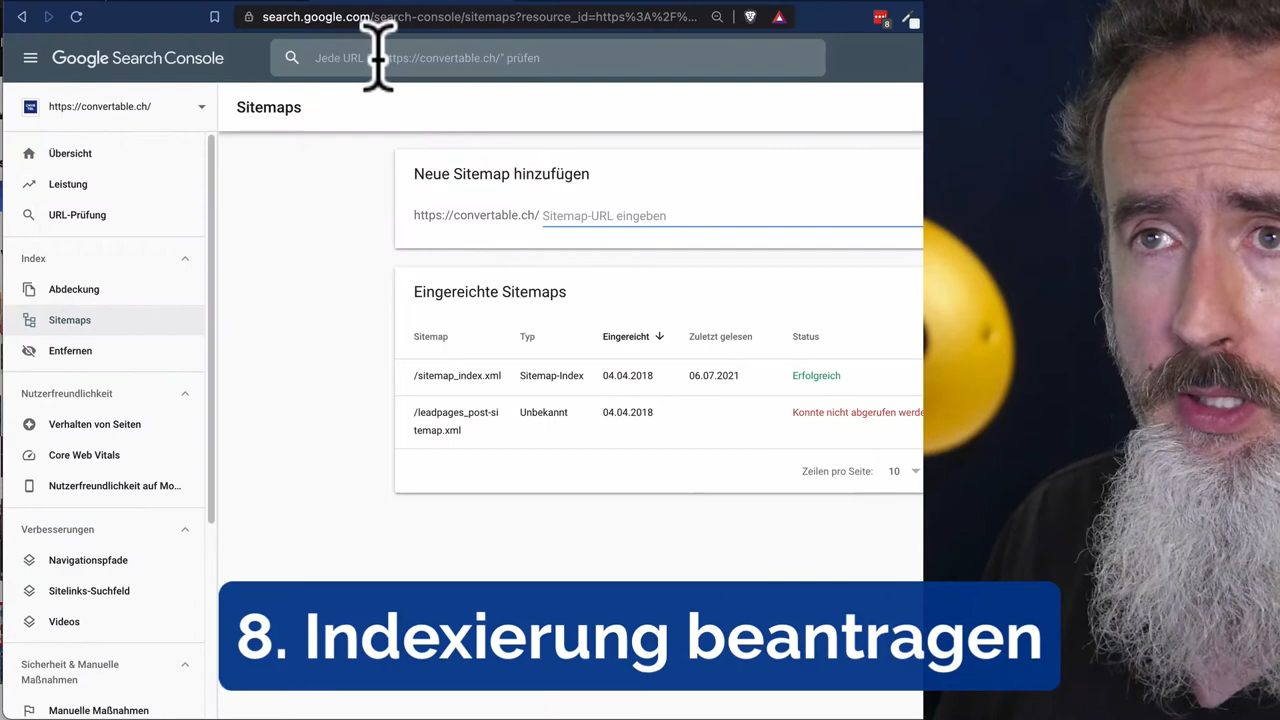 search.google.com/search-console/sitemaps?resource_id=https%3A%2F%...
8
Google Search Console
Jede URL
ttps://convertable.ch/" prüfen
https://convertable.ch/
Sitemaps
Übersicht
Leistung
URL-Prüfung
Index
Abdeckung
Sitemaps
Entfernen
Nutzerfreundlichkeit
Verhalten von Seiten
Core Web Vitals
Nutzerfreundlichkeit auf Mo...
Verbesserungen
Navigationspfade
Sitelinks-Suchfeld
Videos
Sicherheit & Manuelle
Maßnahmen
Manuelle Maßnahmen
Neue Sitemap hinzufügen
https://convertable.ch/ Sitemap-URL eingeben
Eingereichte Sitemaps
Sitemap Typ Eingereicht Zuletzt gelesen Status
/sitemap_index.xml Sitemap-Index 04.04.2018 06.07.2021 Erfolgreich
/leadpages_post-si Unbekannt 04.04.2018 Konnte nicht abgerufen werde
temap.xml
Zeilen pro Seite: 10
8. Indexierung beantragen